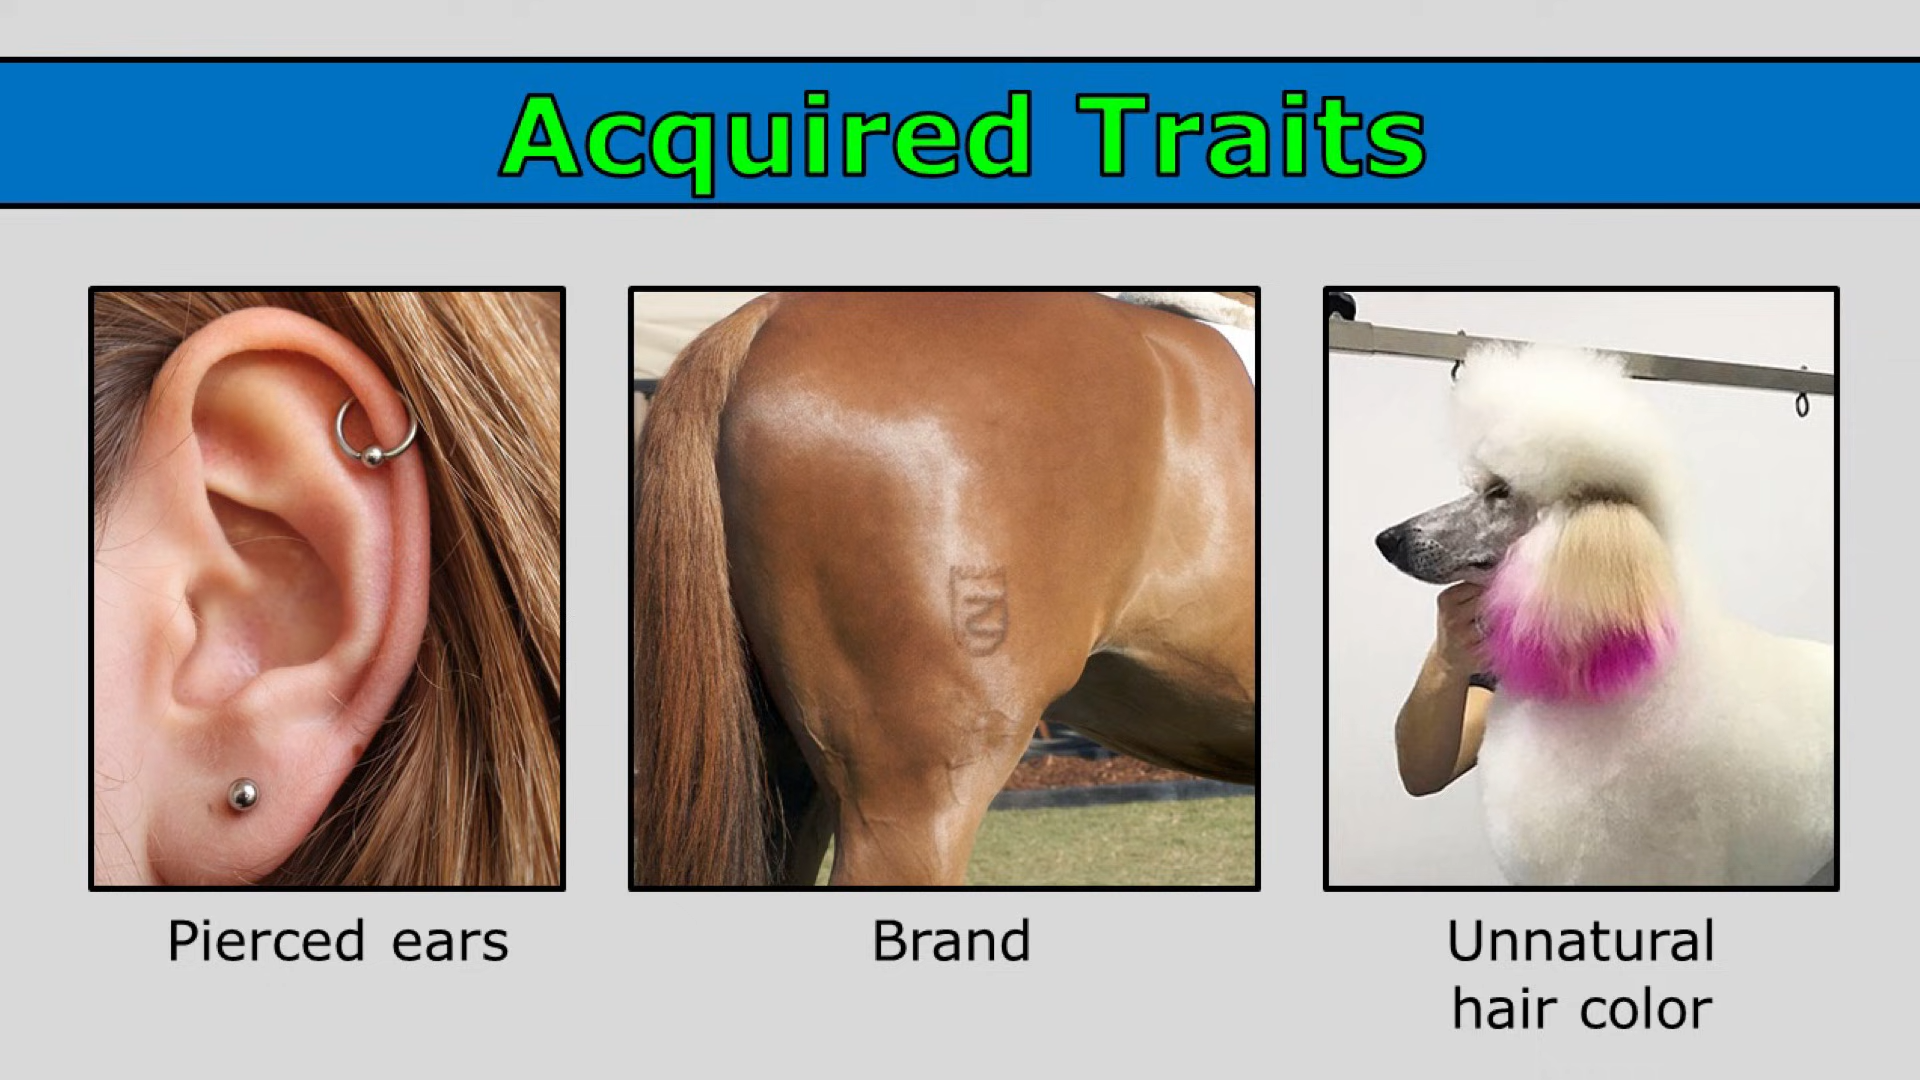 Acquired Traits
Pierced ears
Brand
Unnatural
hair color